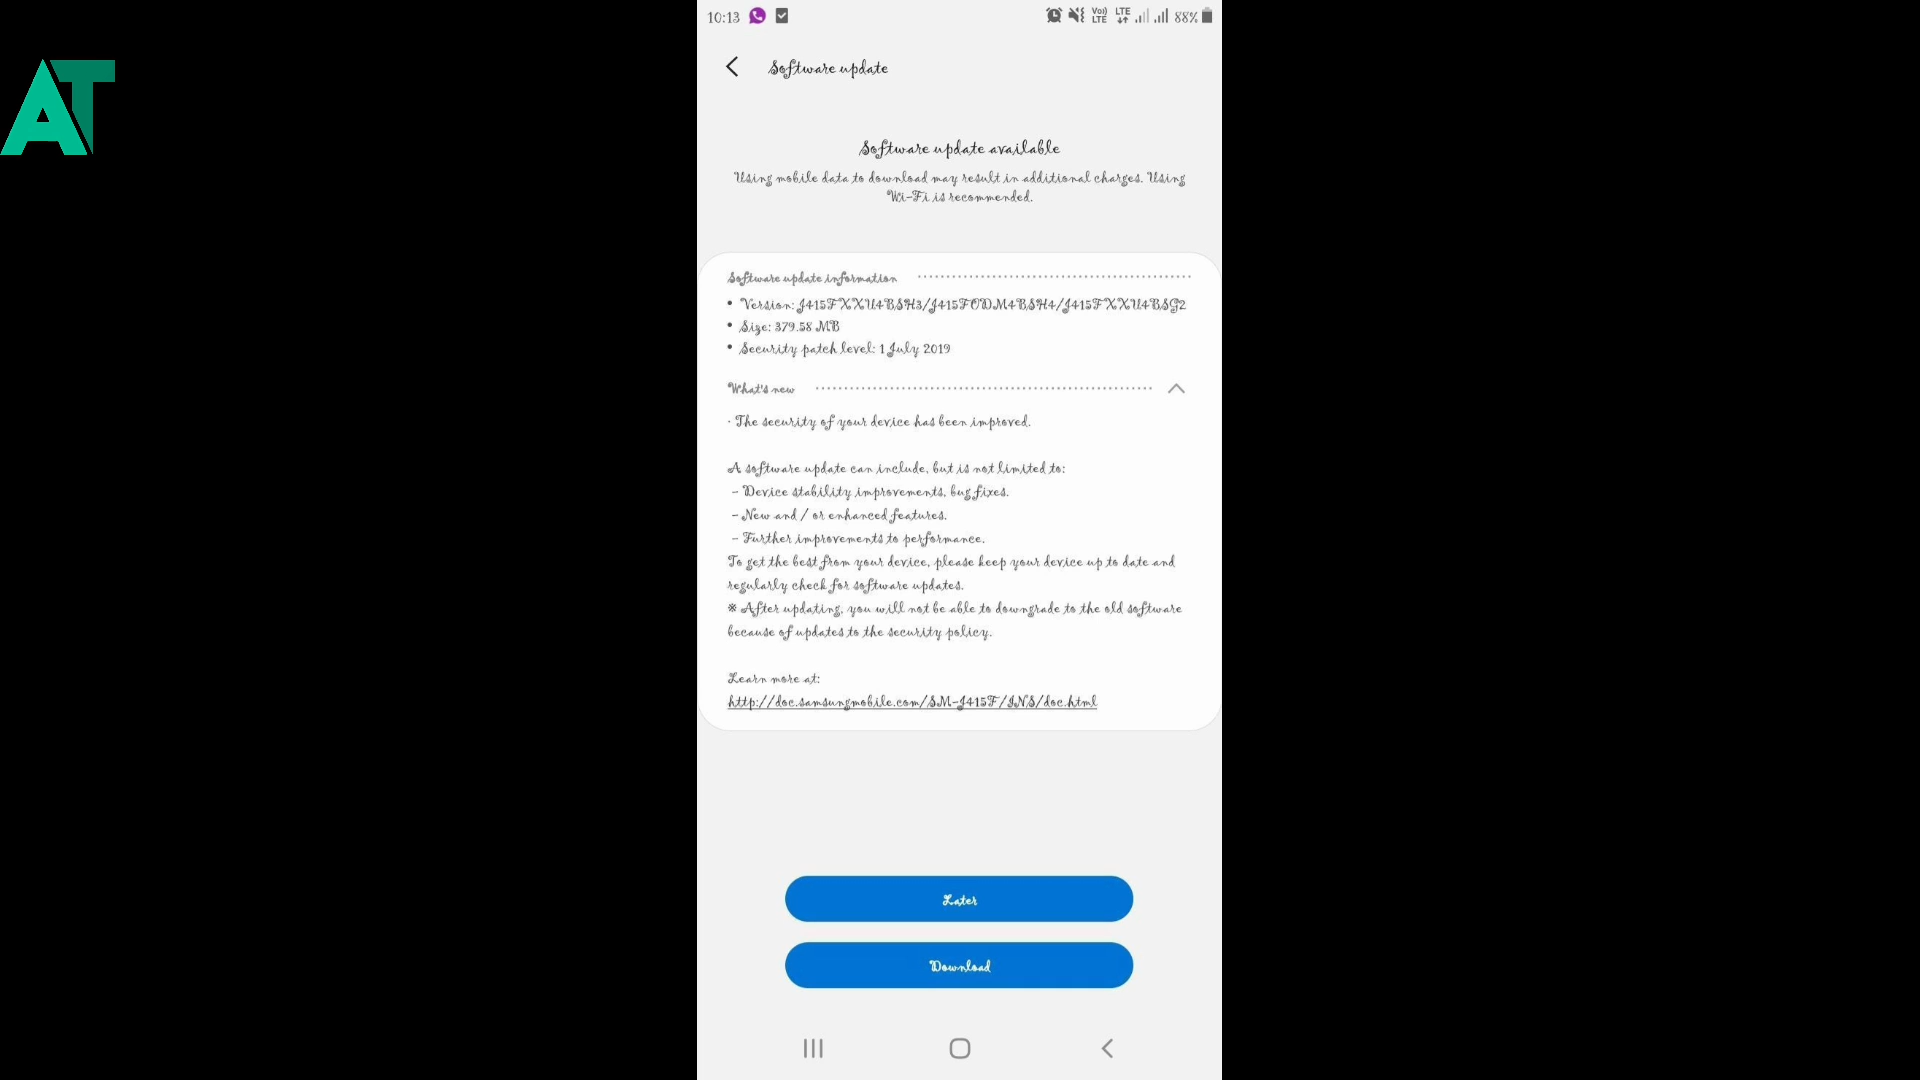 10:13
Vo)) LTE LTE 88%
AT
Software update
Software update available
Using mobile data to download may result in additional charges. Using
Wi-Fi is recommended.
Software update information
• Version: J415FXXU4BSH3/J415FODM4BSH4/J415FXXU4BSG2
• Size: 379.58 MB
• Security patch level: 1 July 2019
What's new
· The security of your device has been improved.
A software update can include, but is not limited to:
- Device stability improvements, bug fixes.
- New and / or enhanced features.
- Further improvements to performance.
To get the best from your device, please keep your device up to date and
regularly check for software updates.
※ After updating, you will not be able to downgrade to the old software
because of updates to the security policy.
Learn more at:
http://doc.samsungmobile.com/SM-J415F/INS/doc.html
Later
Download